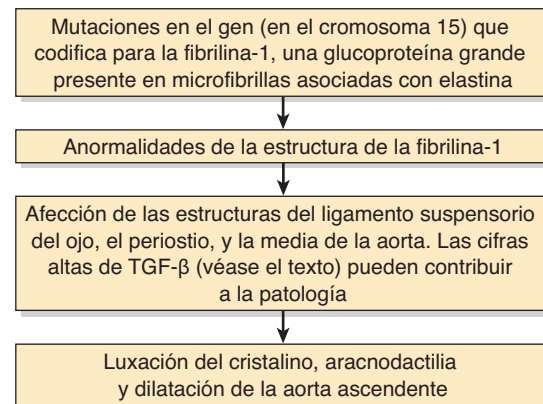 Mutaciones en el gen (en el cromosoma 15) que
codifica para la fibrilina-1, una glucoproteína grande
presente en microfibrillas asociadas con elastina
Anormalidades de la estructura de la fibrilina-1
Afección de las estructuras del ligamento suspensorio
del ojo, el periostio, y la media de la aorta. Las cifras
altas de TGF-β (véase el texto) pueden contribuir
a la patología
Luxación del cristalino, aracnodactilia
y dilatación de la aorta ascendente